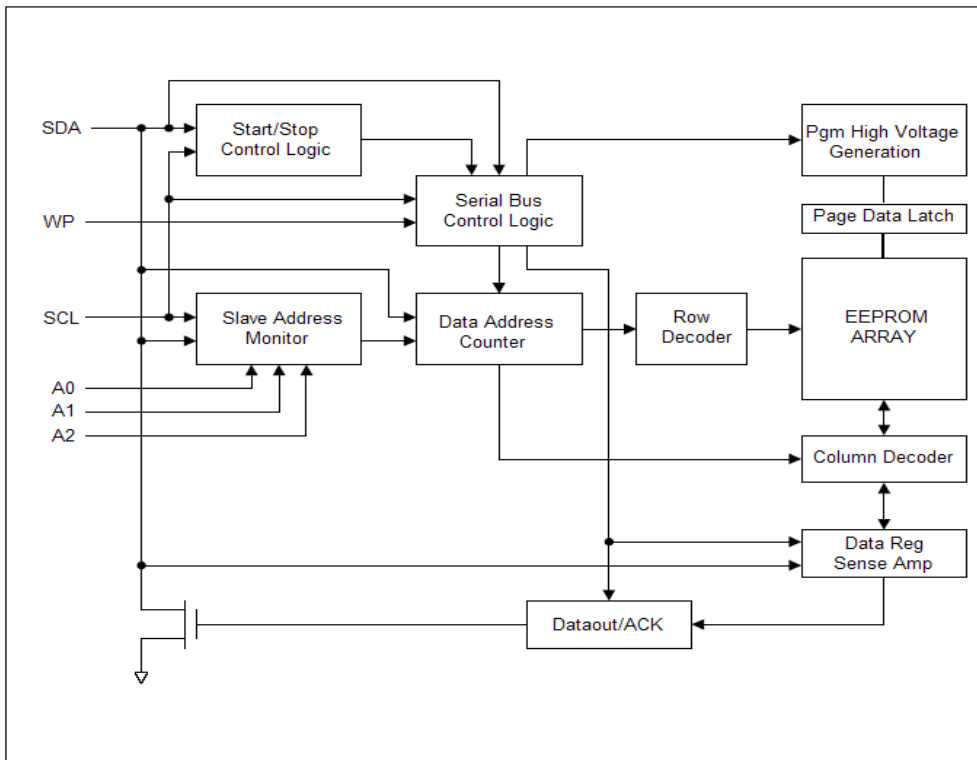 SDA
Start/Stop
Control Logic
Pgm High Voltage
Generation
WP
Serial Bus
Control Logic
Page Data Latch
SCL
Slave Address
Monitor
Data Address
Counter
Row
Decoder
EEPROM
ARRAY
A0
A1
A2
Column Decoder
Data Reg
Sense Amp
Dataout/ACK